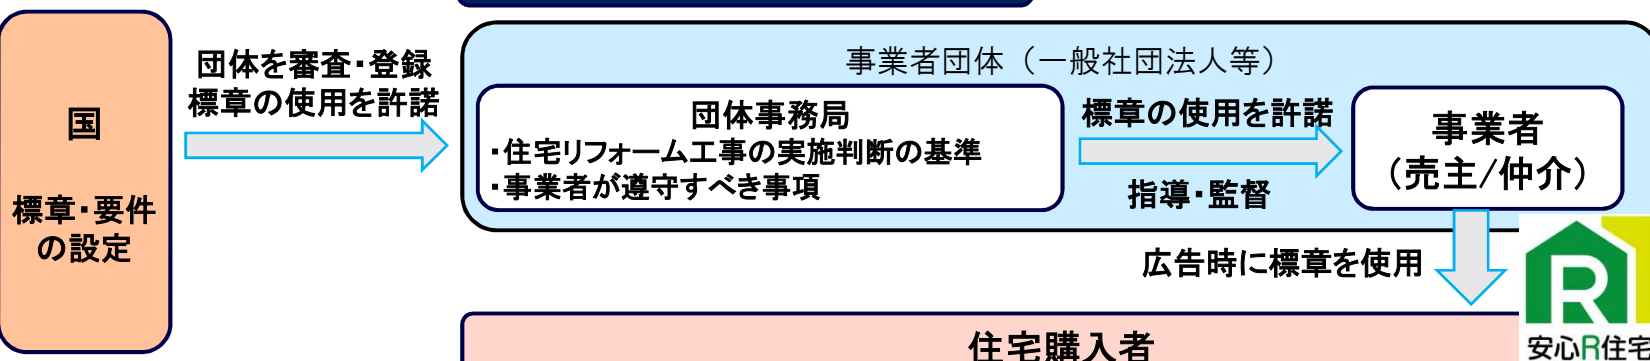 国
標章・要件
の設定
団体を審査・登録
標章の使用を許諾
事業者団体（一般社団法人等）
団体事務局
・住宅リフォーム工事の実施判断の基準
・事業者が遵守すべき事項
標章の使用を許諾
指導・監督
事業者
（売主/仲介）
広告時に標章を使用
R
安心R住宅
住宅購入者